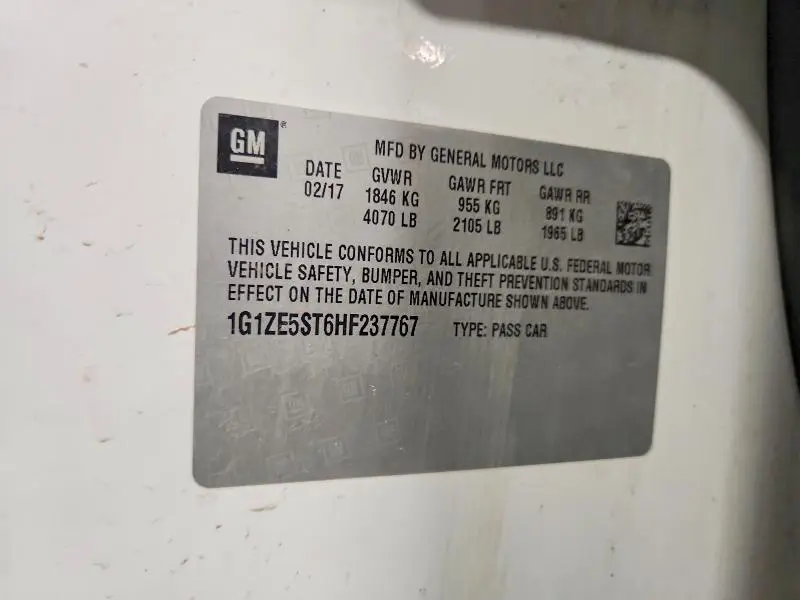 GM®
MFD BY GENERAL MOTORS LLC
DATE GVWR GAWR FRT GAWR RR
02/17 1846 KG 955 KG 891 KG
4070 LB 2105 LB 1965 LB
THIS VEHICLE CONFORMS TO ALL APPLICABLE U.S. FEDERAL MOTOR
VEHICLE SAFETY, BUMPER, AND THEFT PREVENTION STANDARDS IN
EFFECT ON THE DATE OF MANUFACTURE SHOWN ABOVE.
1G1ZE5ST6HF237767 TYPE: PASS CAR